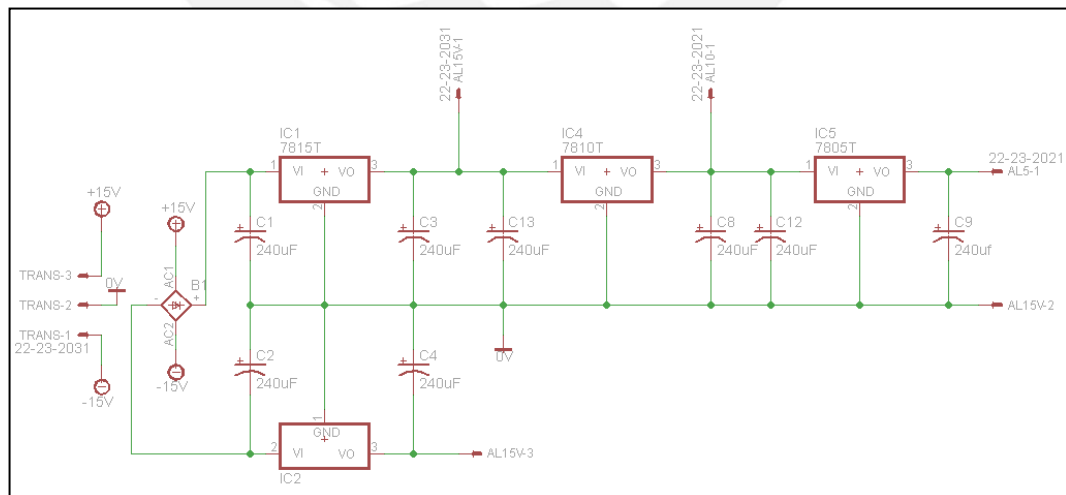 22-23-2031
AL15V-1
22-23-2021
AL10-1
IC1
7815T
1 VI + VO 3
GND
2
IC4
7810T
1 VI + VO 3
GND
2
IC5
7805T
1 VI + VO 3
GND
2
22-23-2021
AL5-1
+15V
+
+15V
+
+ C1
240uF
+ C3
240uF
+ C13
240uF
+ C8
240uF
+ C12
240uF
+ C9
240uf
TRANS-3
0V
TRANS-2
TRANS-1
22-23-2031
-
-15V
AC1
B1
- +
AC2
-
-15V
AL15V-2
0V
+ C2
240uF
+ C4
240uF
1
GND
+
2 VI VO 3
IC2
AL15V-3